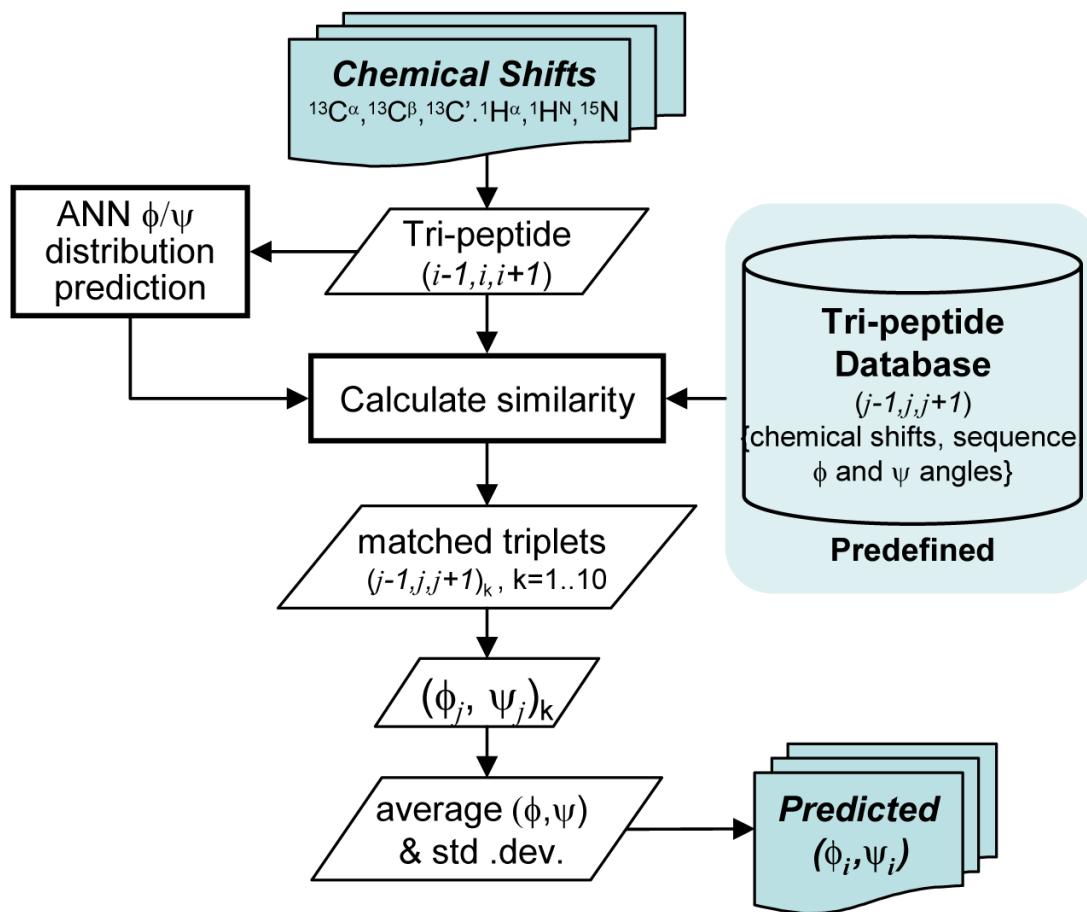 Chemical Shifts
¹³Cᵅ,¹³Cᵝ,¹³C’.¹Hᵅ,¹Hᴺ,¹⁵N
ANN ϕ/ψ
distribution
prediction
Tri-peptide
(i-1,i,i+1)
Calculate similarity
Tri-peptide
Database
(j-1,j,j+1)
{chemical shifts, sequence
ϕ and ψ angles}
Predefined
matched triplets
(j-1,j,j+1)ₖ, k=1..10
(ϕⱼ, ψⱼ)ₖ
average (ϕ,ψ)
& std .dev.
Predicted
(ϕᵢ,ψᵢ)